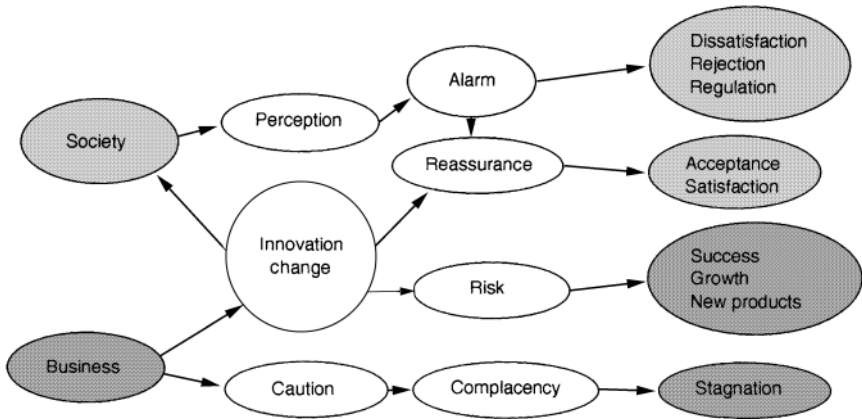 Dissatisfaction
Rejection
Regulation
Alarm
Perception
Society
Reassurance
Acceptance
Satisfaction
Innovation
change
Success
Growth
New products
Risk
Business
Caution
Complacency
Stagnation